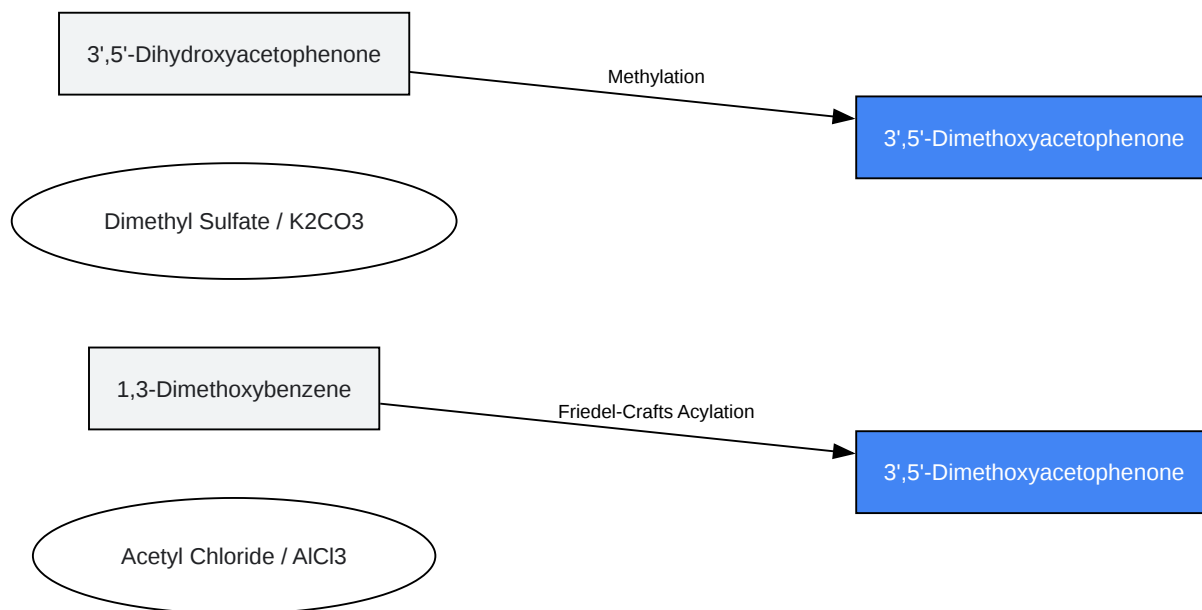 3',5'-Dihydroxyacetophenone
Methylation
3',5'-Dimethoxyacetophenone
Dimethyl Sulfate / K2CO3
1,3-Dimethoxybenzene
Friedel-Crafts Acylation
3',5'-Dimethoxyacetophenone
Acetyl Chloride / AlCl3